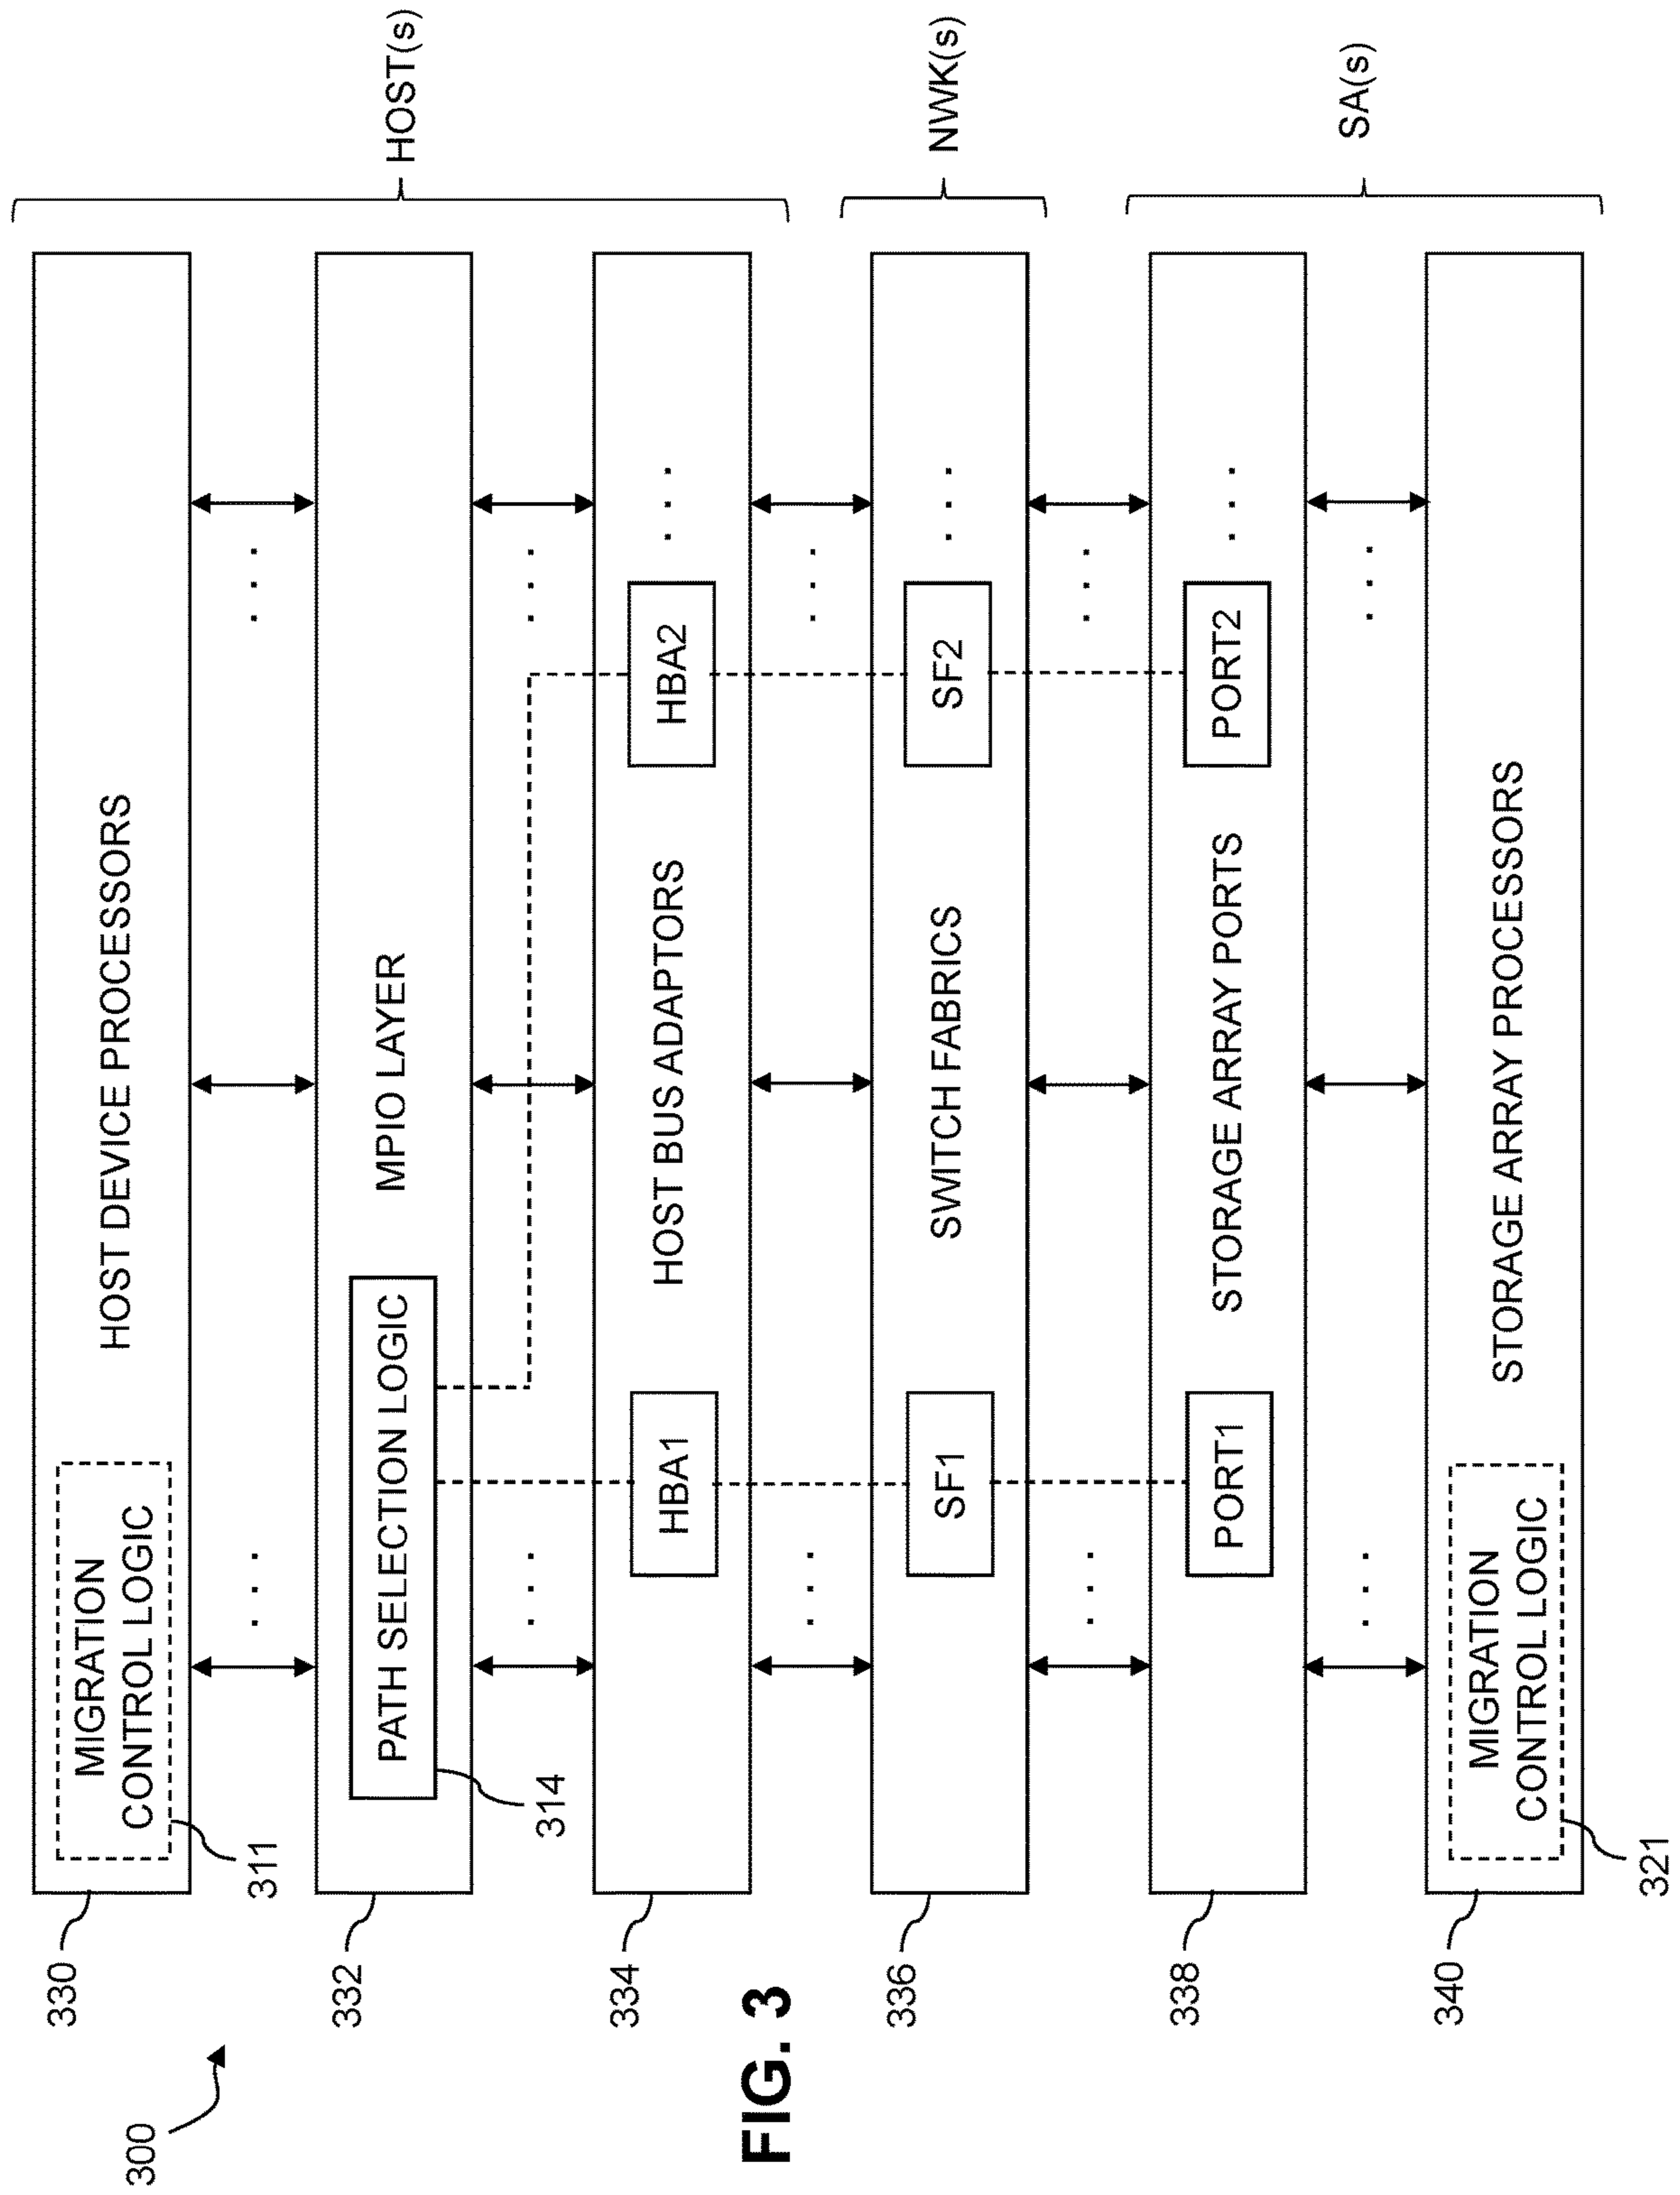 300
330
MIGRATION
CONTROL LOGIC
311
HOST DEVICE PROCESSORS
HOST(s)
332
PATH SELECTION LOGIC
314
MPIO LAYER
334
HBA1
HOST BUS ADAPTORS
HBA2
. . .
336
SF1
SWITCH FABRICS
SF2
. . .
NWK(s)
338
PORT1
STORAGE ARRAY PORTS
PORT2
. . .
SA(s)
340
MIGRATION
CONTROL LOGIC
321
STORAGE ARRAY PROCESSORS
FIG. 3